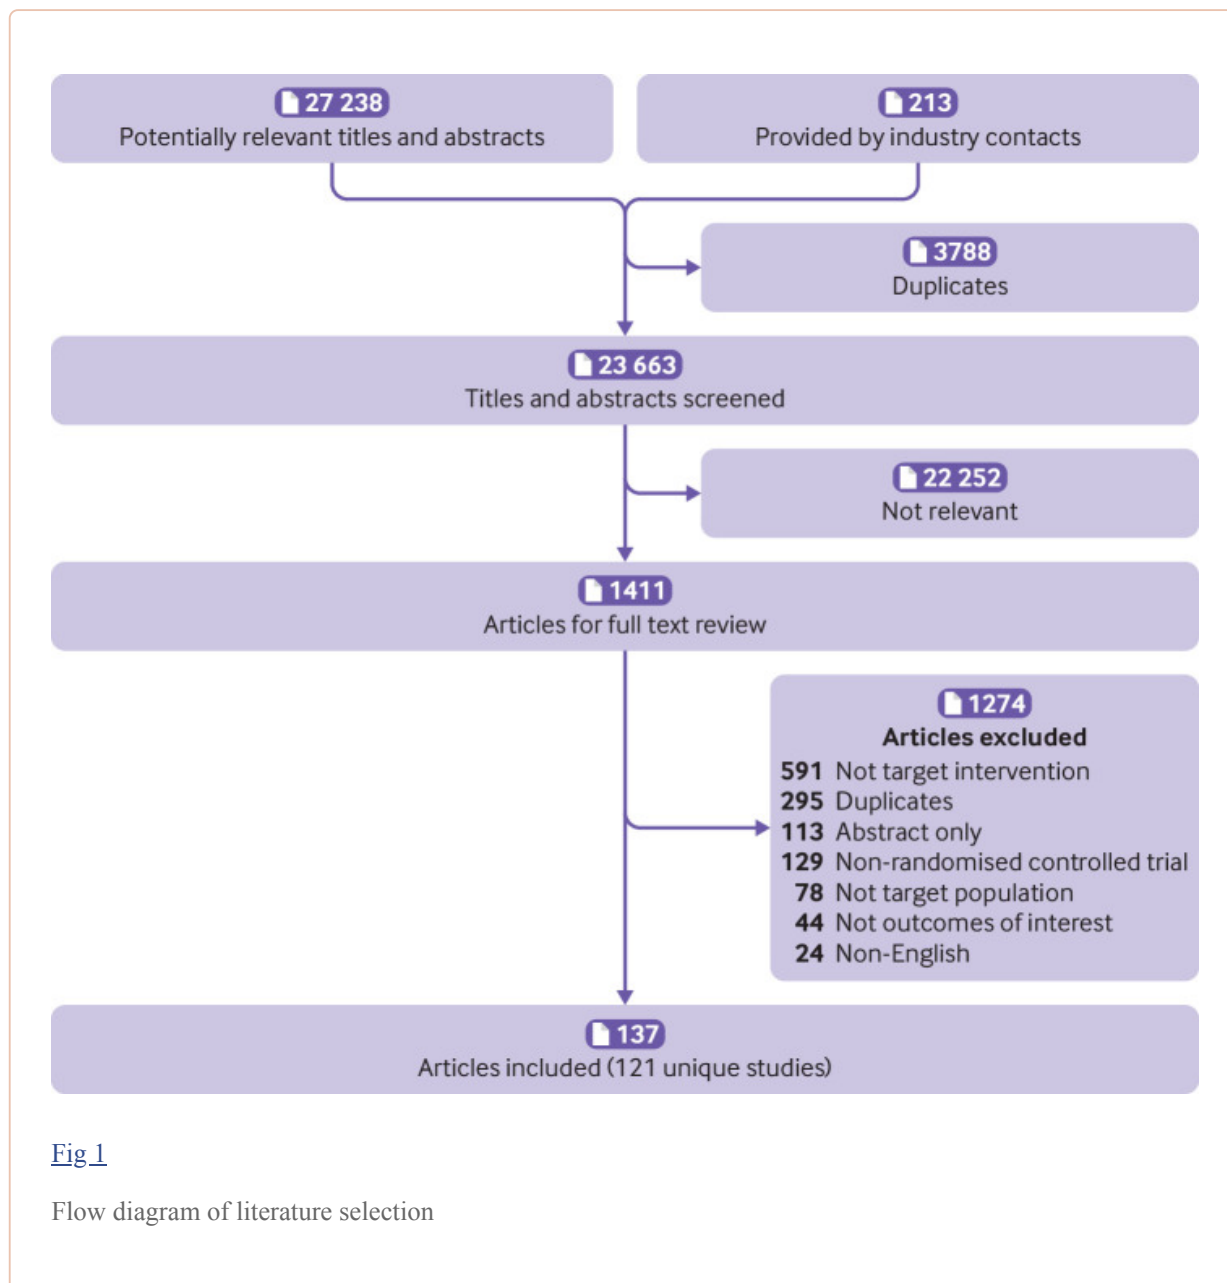 27 238
Potentially relevant titles and abstracts
213
Provided by industry contacts
3788
Duplicates
23 663
Titles and abstracts screened
22 252
Not relevant
1411
Articles for full text review
1274
Articles excluded
591 Not target intervention
295 Duplicates
113 Abstract only
129 Non-randomised controlled trial
78 Not target population
44 Not outcomes of interest
24 Non-English
137
Articles included (121 unique studies)
Fig 1
Flow diagram of literature selection